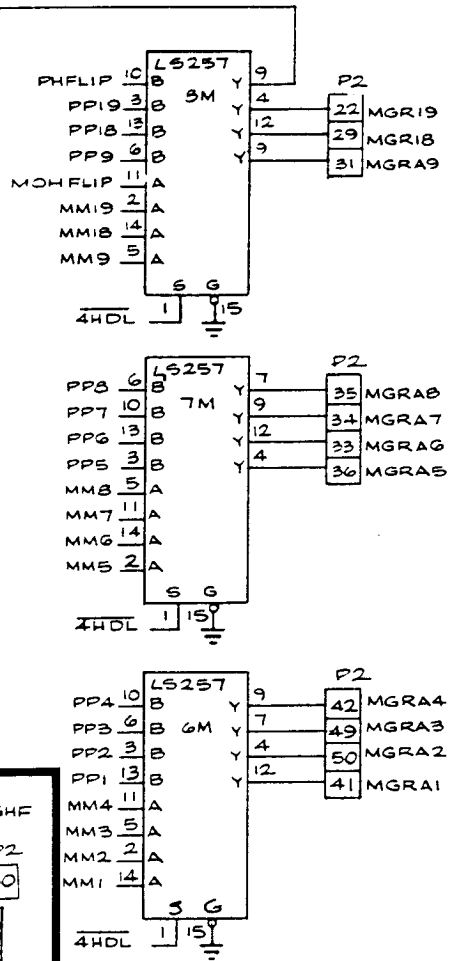 LS257
8M
PHFLIP 10 B Y 9
P2
PP19 3 B Y 4 22 MGR19
PP18 13 B Y 12 29 MGR18
PP9 6 B Y 9 31 MGRA9
MOHFLIP 11 A
MM19 2 A
MM18 14 A
MM9 5 A
S G
4HDL 1 15
LS257
7M
P2
PP8 6 B Y 7 35 MGRA8
PP7 10 B Y 9 34 MGRA7
PP6 13 B Y 12 33 MGRA6
PP5 3 B Y 4 36 MGRA5
MM8 5 A
MM7 11 A
MM6 14 A
MM5 2 A
S G
4HDL 1 15
LS257
6M
P2
PP4 10 B Y 9 42 MGRA4
PP3 6 B Y 7 49 MGRA3
PP2 3 B Y 4 50 MGRA2
PP1 13 B Y 12 41 MGRA1
MM4 11 A
MM3 5 A
MM2 2 A
MM1 14 A
S G
4HDL 1 15